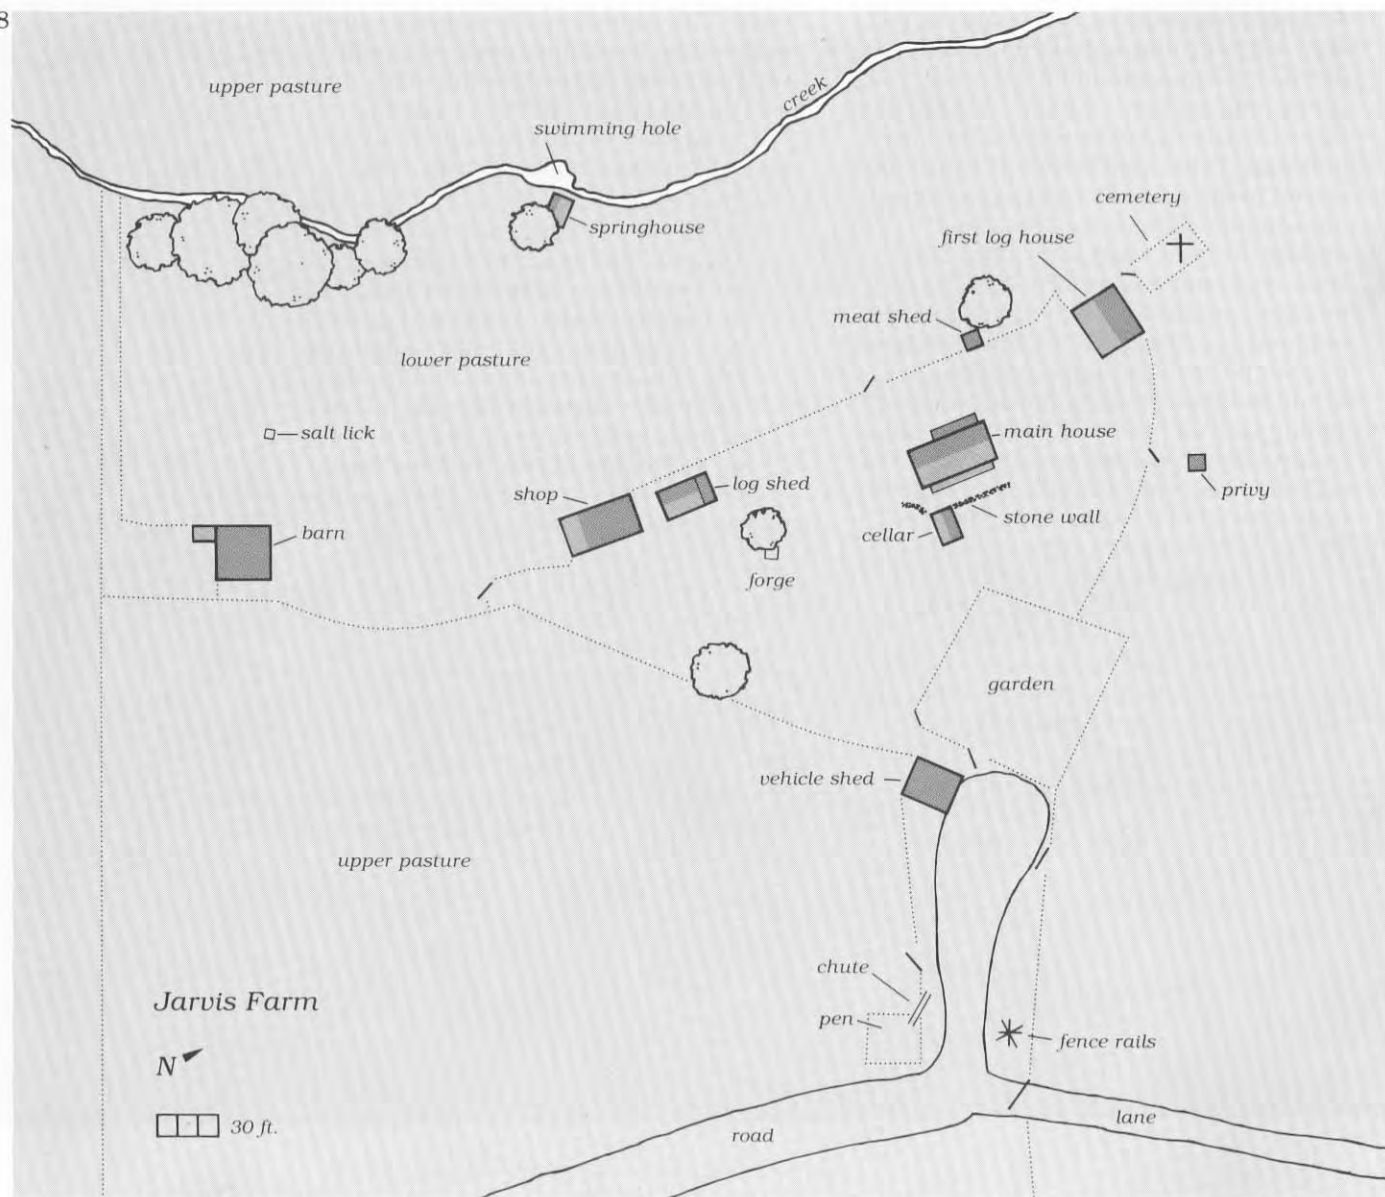 8
upper pasture
swimming hole
creek
springhouse
cemetery
first log house
meat shed
lower pasture
salt lick
main house
shop
log shed
privy
barn
cellar
stone wall
forge
garden
vehicle shed
upper pasture
chute
Jarvis Farm
pen
fence rails
N
30 ft.
road
lane